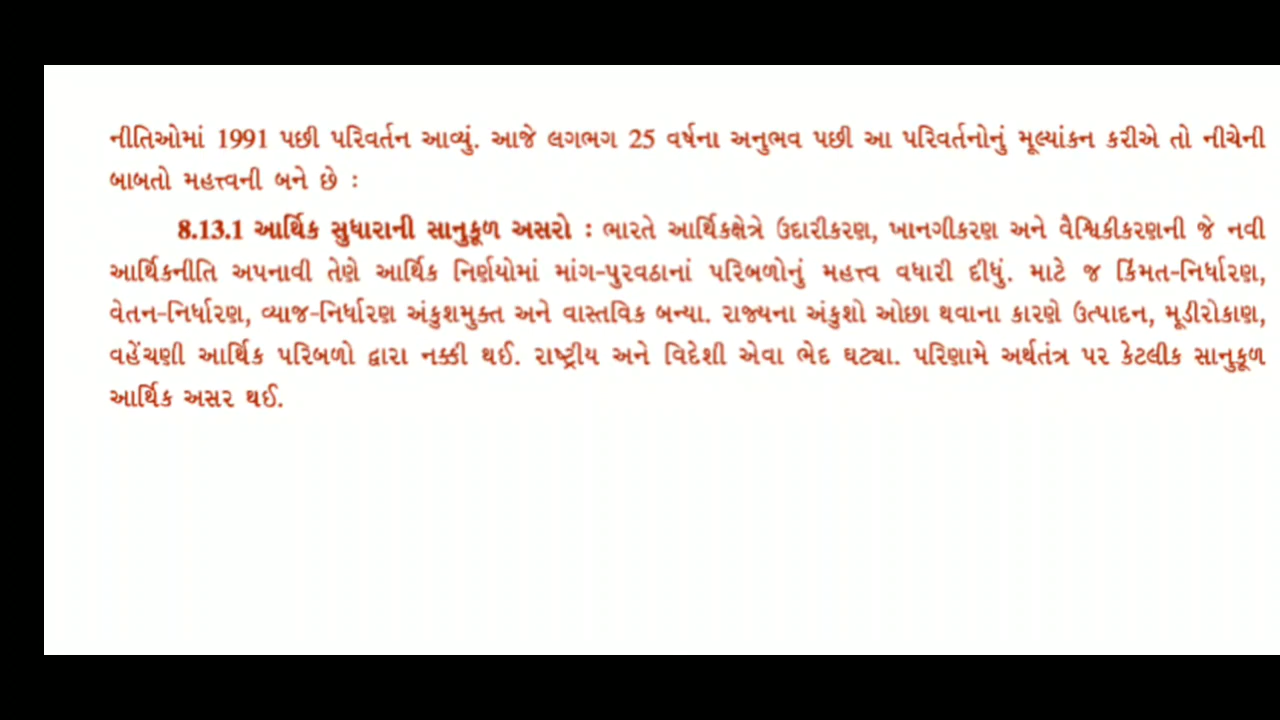 નીતિઓમાં 1991 પછી પરિવર્તન આવ્યું. આજે લગભગ 25 વર્ષના અનુભવ પછી આ પરિવર્તનોનું મૂલ્યાંકન કરીએ તો નીચેની
બાબતો મહત્ત્વની બને છે :
8.13.1 આર્થિક સુધારાની સાનુકૂળ અસરો : ભારતે આર્થિકક્ષેત્રે ઉદારીકરણ, ખાનગીકરણ અને વૈશ્વિકીકરણની જે નવી
આર્થિકનીતિ અપનાવી તેણે આર્થિક નિર્ણયોમાં માંગ-પુરવઠાનાં પરિબળોનું મહત્ત્વ વધારી દીધું. માટે જ કિંમત-નિર્ધારણ,
વેતન-નિર્ધારણ, વ્યાજ-નિર્ધારણ અંકુશમુક્ત અને વાસ્તવિક બન્યા. રાજ્યના અંકુશો ઓછા થવાના કારણે ઉત્પાદન, મૂડીરોકાણ,
વહેંચણી આર્થિક પરિબળો દ્વારા નક્કી થઈ. રાષ્ટ્રીય અને વિદેશી એવા ભેદ ઘટ્યા. પરિણામે અર્થતંત્ર પર કેટલીક સાનુકૂળ
આર્થિક અસર થઈ.